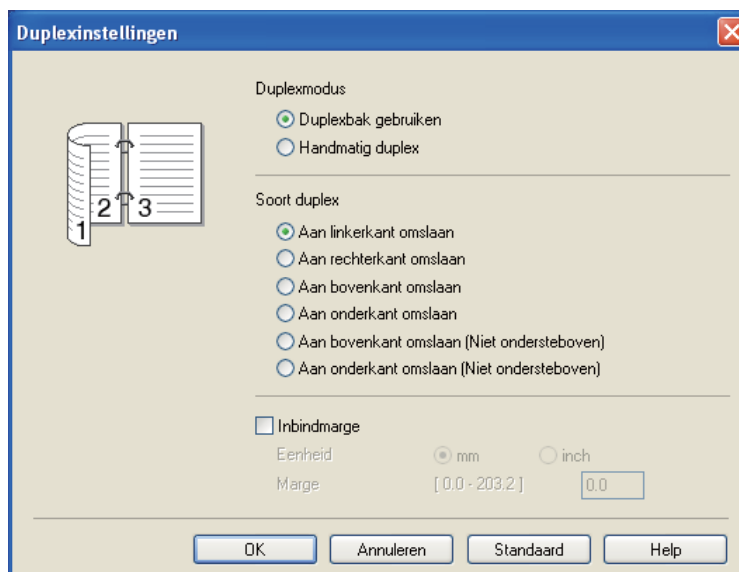 Duplexinstellingen
Duplexmodus
Duplexbak gebruiken
Handmatig duplex
1 2 3
Soort duplex
Aan linkerkant omslaan
Aan rechterkant omslaan
Aan bovenkant omslaan
Aan onderkant omslaan
Aan bovenkant omslaan (Niet ondersteboven)
Aan onderkant omslaan (Niet ondersteboven)
Inbindmarge
Eenheid mm inch
Marge [ 0.0 - 203.2 ] 0.0
OK Annuleren Standaard Help